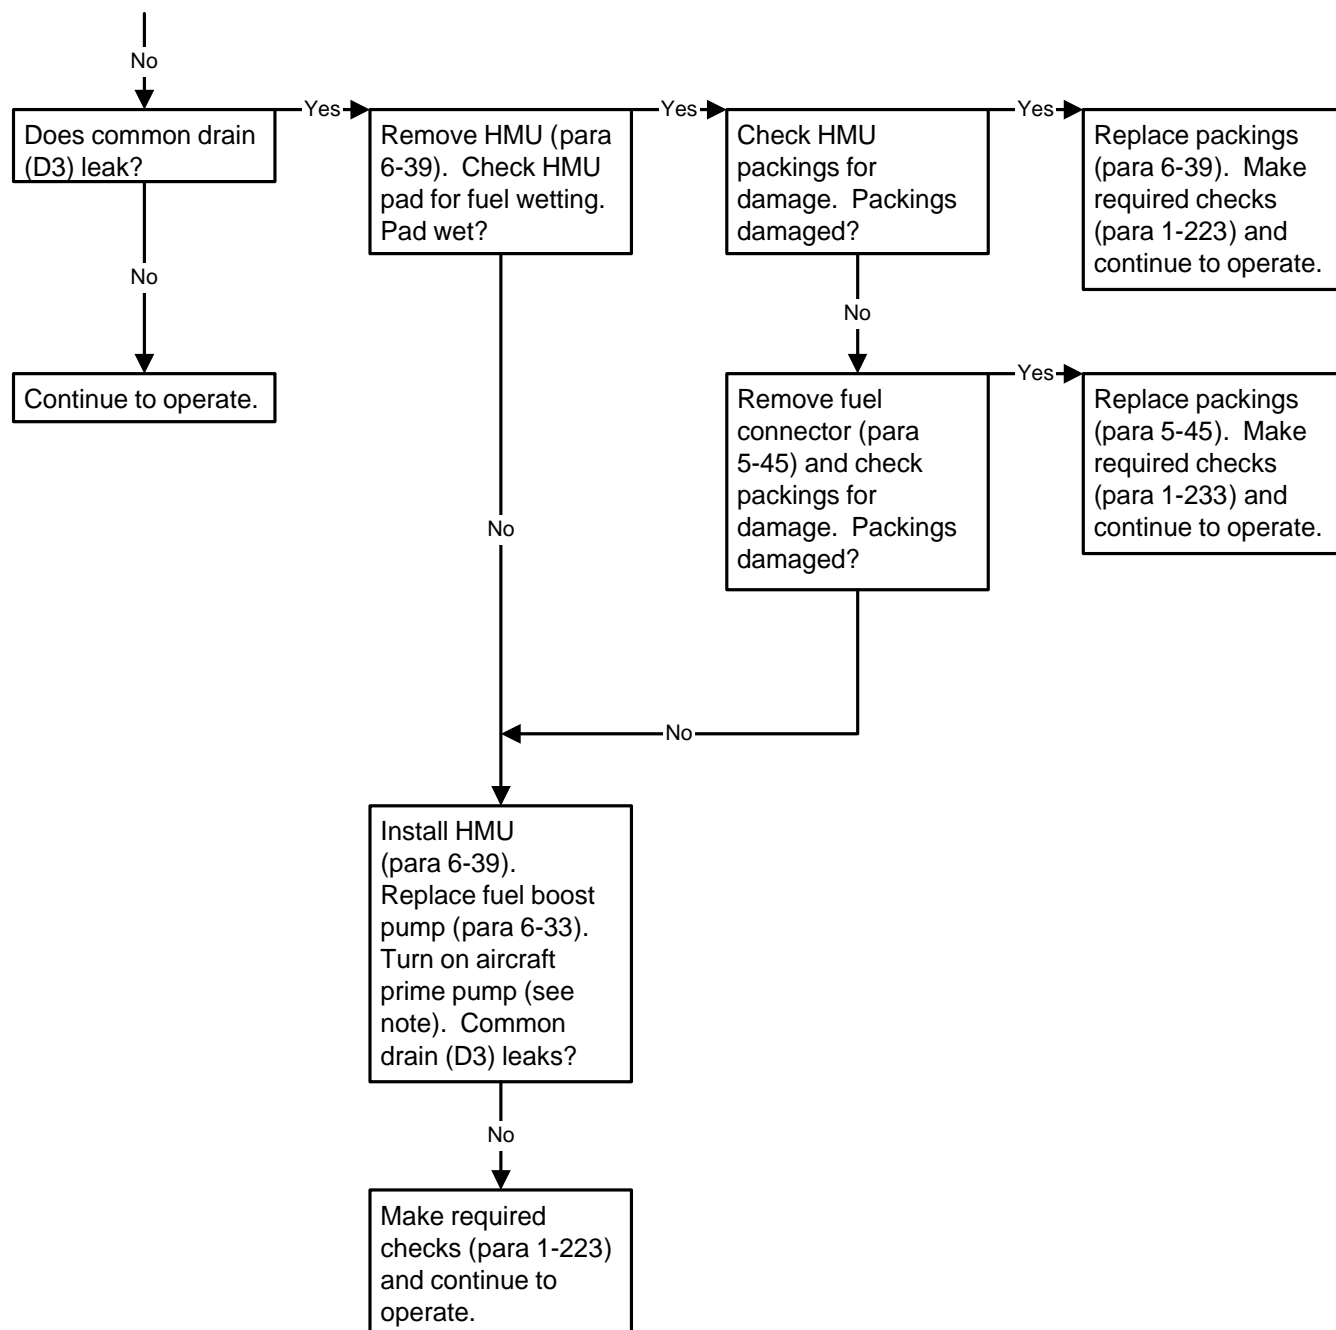 No
Does common drain
(D3) leak?
Yes
Remove HMU (para
6-39).  Check HMU
pad for fuel wetting.
Pad wet?
Yes
Check HMU
packings for
damage.  Packings
damaged?
Yes
Replace packings
(para 6-39).  Make
required checks
(para 1-223) and
continue to operate.
No
No
Continue to operate.
Remove fuel
connector (para
5-45) and check
packings for
damage.  Packings
damaged?
Yes
Replace packings
(para 5-45).  Make
required checks
(para 1-233) and
continue to operate.
No
No
Install HMU
(para 6-39).
Replace fuel boost
pump (para 6-33).
Turn on aircraft
prime pump (see
note).  Common
drain (D3) leaks?
No
Make required
checks (para 1-223)
and continue to
operate.